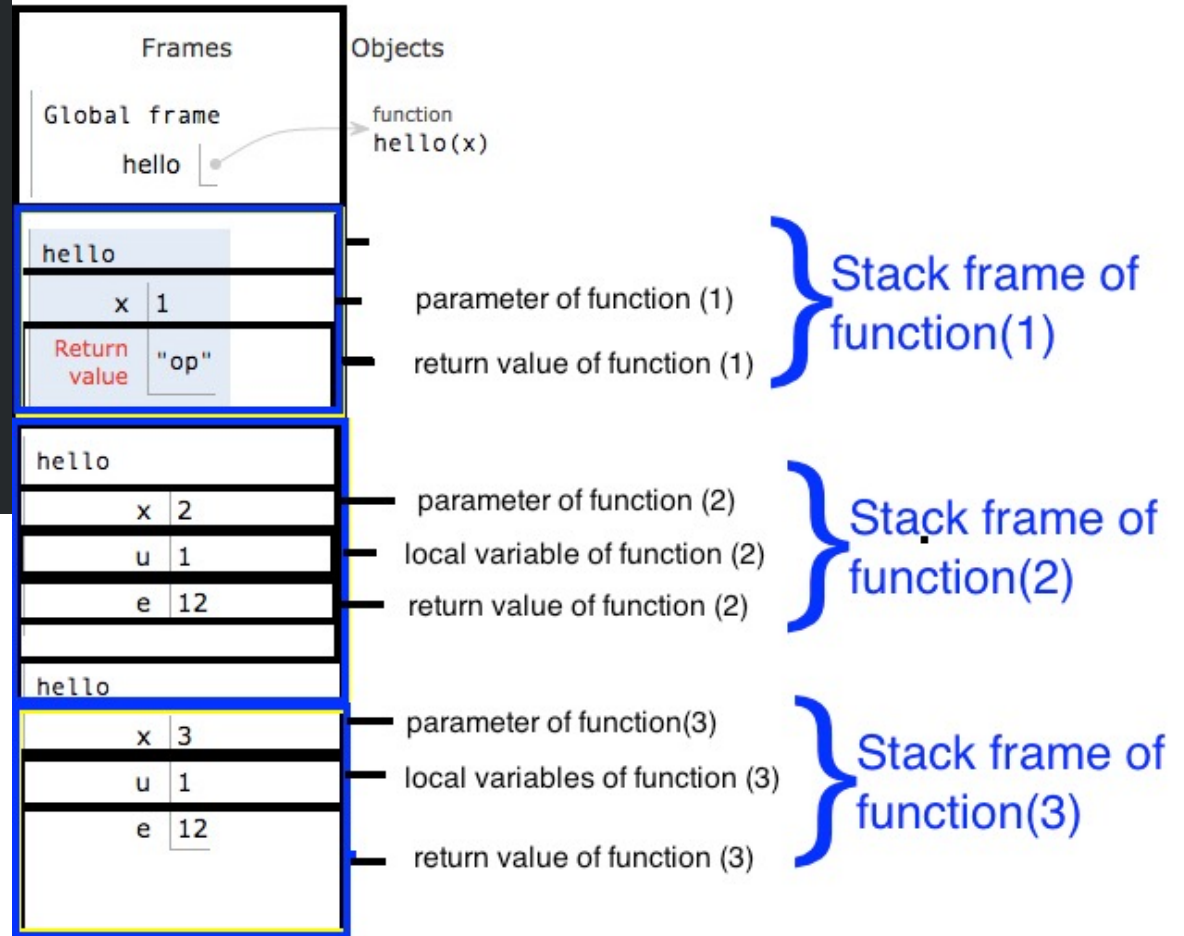 Frames Objects
Global frame
function
hello(x)
hello
hello
x 1
parameter of function (1)
Return value "op"
return value of function (1)
Stack frame of
function(1)
hello
x 2
parameter of function (2)
u 1
local variable of function (2)
e 12
return value of function (2)
Stack frame of
function(2)
hello
x 3
parameter of function(3)
u 1
local variables of function (3)
e 12
return value of function (3)
Stack frame of
function(3)